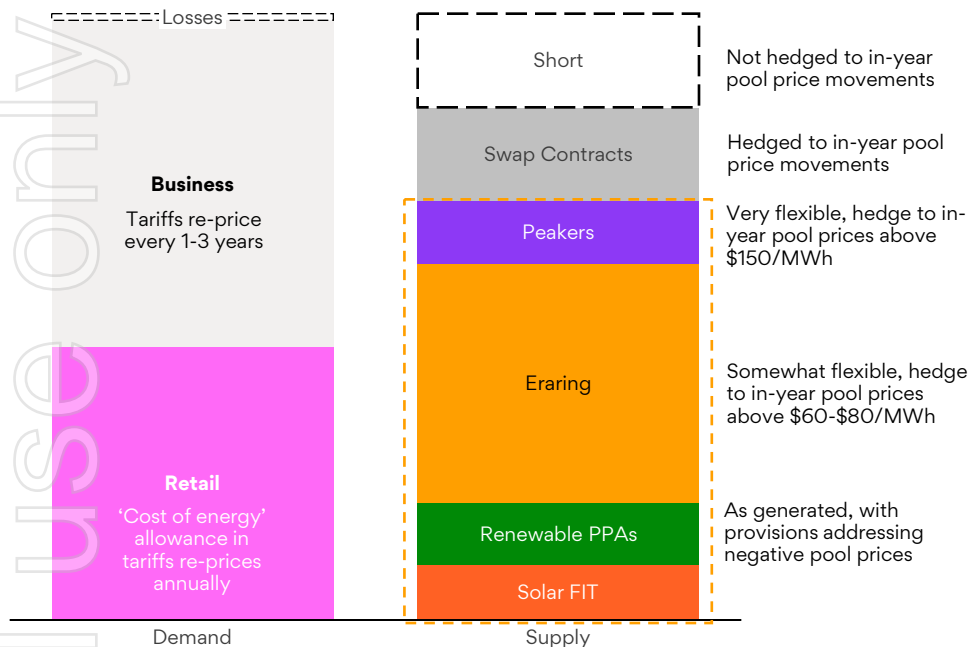 Losses
Business
Tariffs re-price
every 1-3 years
Retail
‘Cost of energy’
allowance in
tariffs re-prices
annually
Demand
Short
Not hedged to in-year
pool price movements
Swap Contracts
Hedged to in-year pool
price movements
Peakers
Very flexible, hedge to in-
year pool prices above
$150/MWh
Eraring
Somewhat flexible, hedge
to in-year pool prices
above $60-$80/MWh
Renewable PPAs
As generated, with
provisions addressing
negative pool prices
Solar FIT
Supply
use only